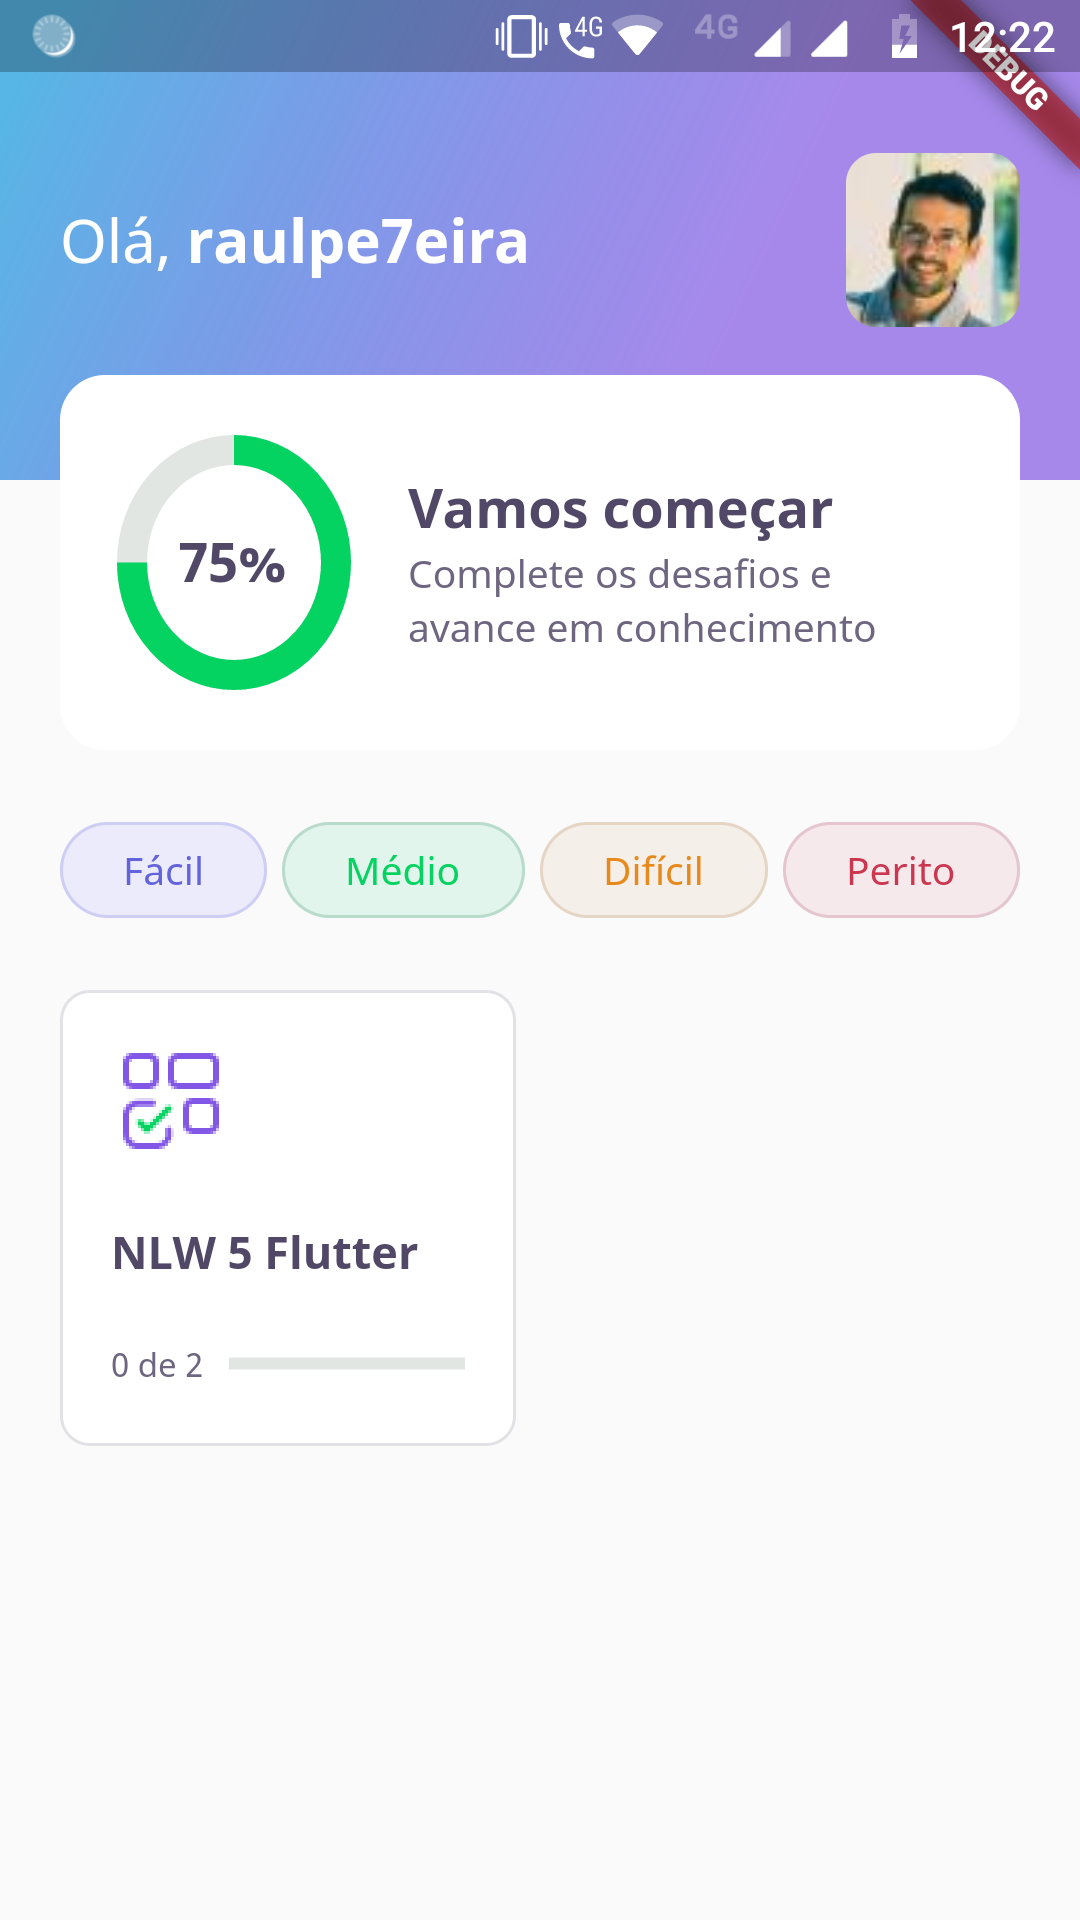 4G 4G 12:22
DEBUG
Olá, raulpe7eira
75%
Vamos começar
Complete os desafios e
avance em conhecimento
Fácil Médio Difícil Perito
NLW 5 Flutter
0 de 2